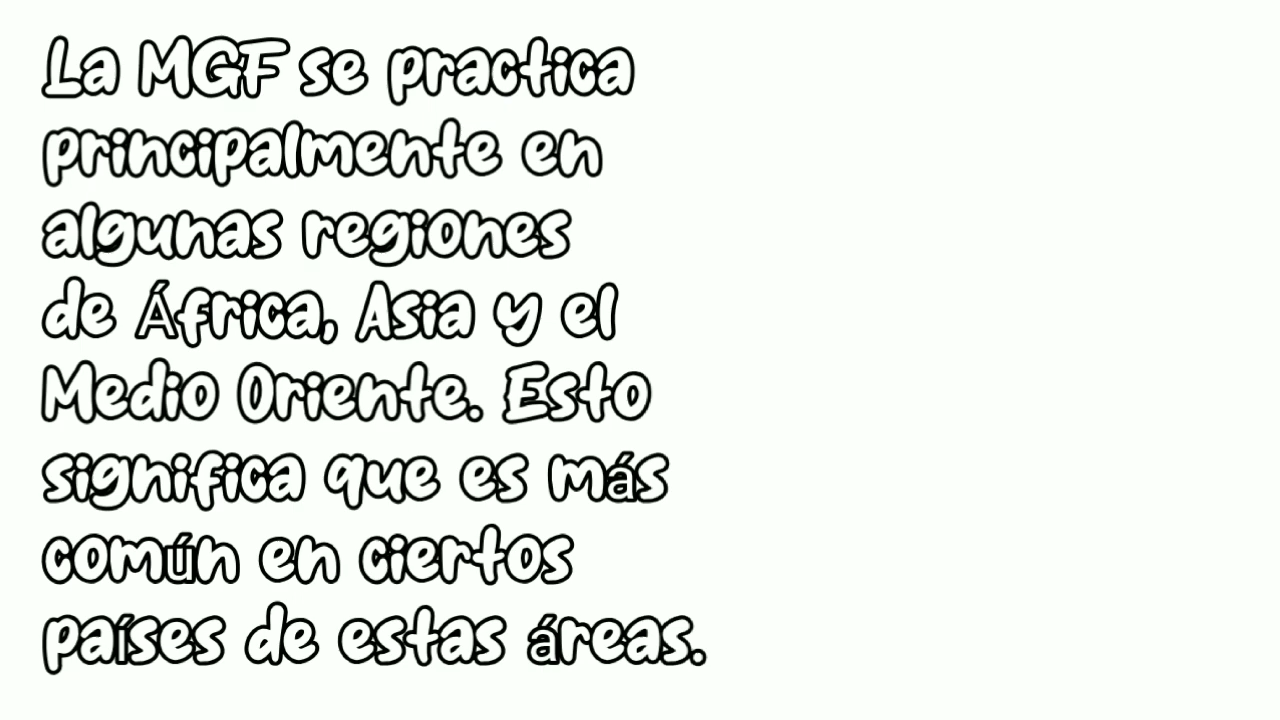 La MGF se practica
principalmente en
algunas regiones
de África, Asia y el
Medio Oriente. Esto
significa que es más
común en ciertos
países de estas áreas.